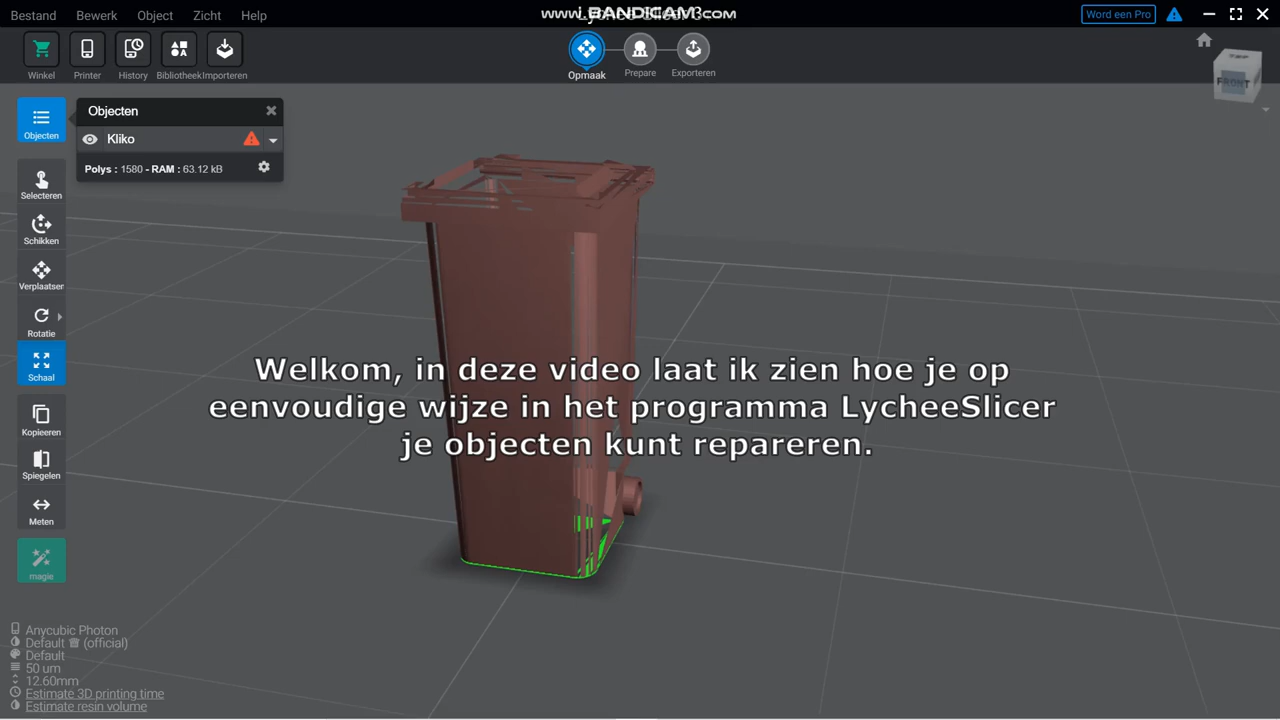 Bestand Bewerk Object Zicht Help
www.BANDICAM.com
Word een Pro
Winkel Printer History Bibliotheek Importeren
Opmaak Prepare Exporteren
TOP
FRONT
Objecten
Objecten
Kliko
Polys : 1580 - RAM : 63.12 kB
Selecteren
Schikken
Verplaatsen
Rotatie
Schaal
Kopieeren
Spiegelen
Meten
magie
Welkom, in deze video laat ik zien hoe je op
eenvoudige wijze in het programma LycheeSlicer
je objecten kunt repareren.
Anycubic Photon
Default (official)
Default
50 um
12.60mm
Estimate 3D printing time
Estimate resin volume